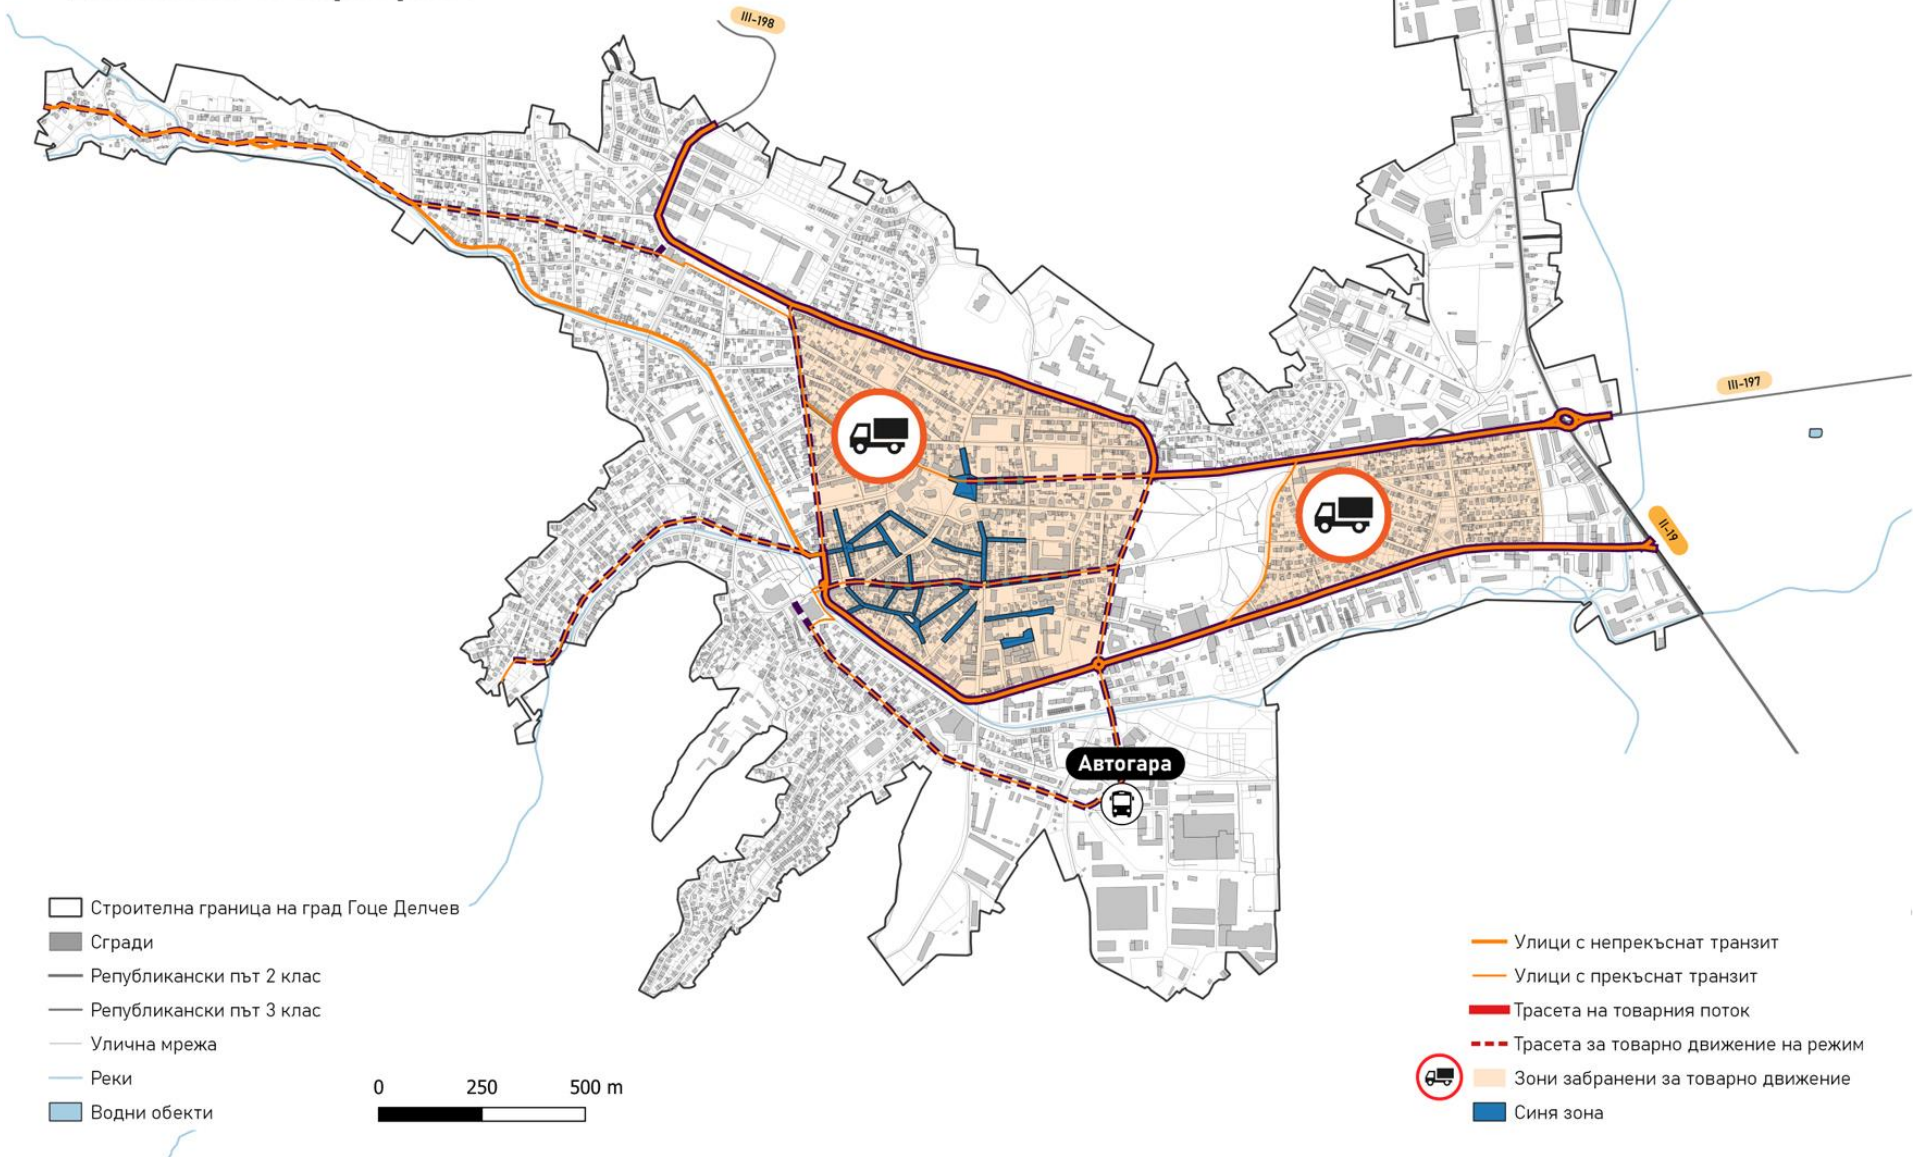 III-198
III-197
II-19
Автогара
Строителна граница на град Гоце Делчев
Сгради
Републикански път 2 клас
Републикански път 3 клас
Улична мрежа
Реки
Водни обекти
0 250 500 m
Улици с непрекъснат транзит
Улици с прекъснат транзит
Трасета на товарния поток
Трасета за товарно движение на режим
Зони забранени за товарно движение
Синя зона